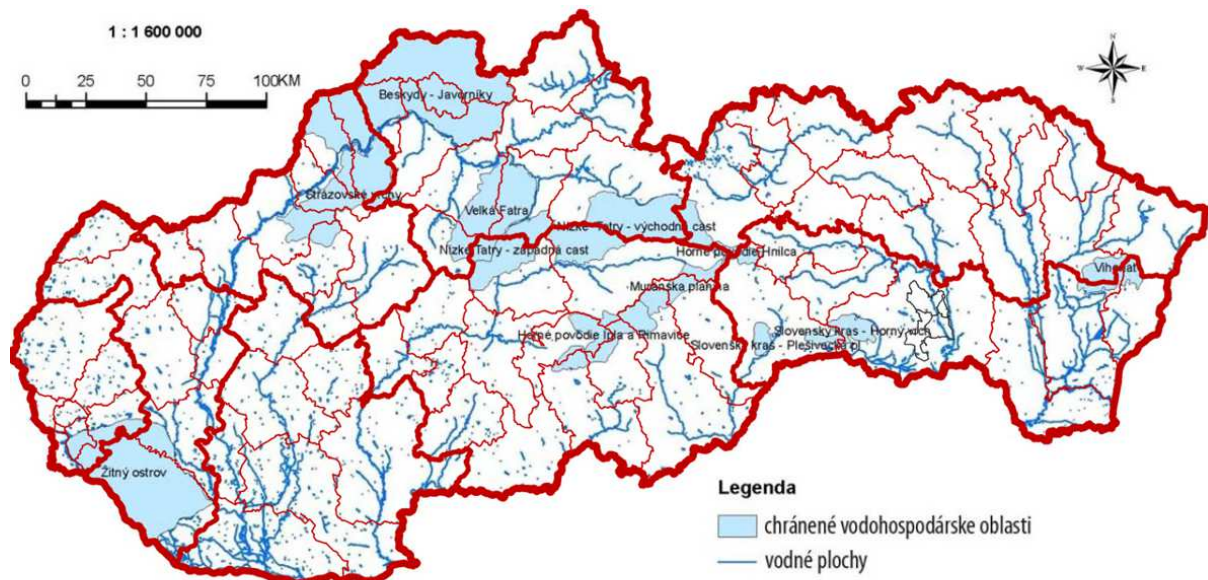 1 : 1 600 000
0 25 50 75 100KM
N
W E
S
Beskydy - Javorníky
Strážovské vrchy
Veľká Fatra
Nízke Tatry - východná cast
Nízke Tatry - západná cast
Horné povodie Hnilca
Muránska planina
Vihorlat
Horné povodie Ipľa a Rimavice
Slovenský kras - Horný vrch
Slovenský kras - Plešivecká pl
Žitný ostrov
Legenda
chránené vodohospodárske oblasti
vodné plochy